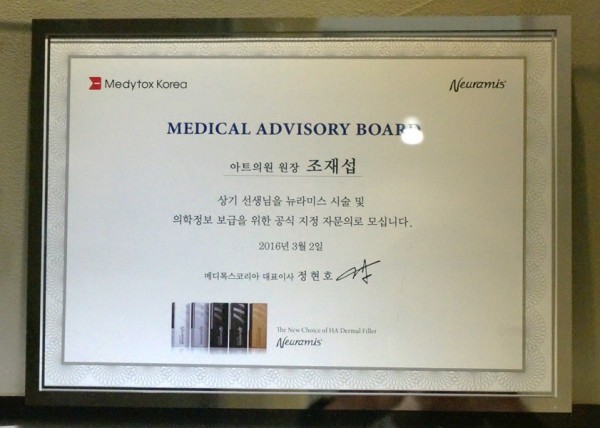 Medytox Korea
Neuramis
MEDICAL ADVISORY BOARD
아트의원 원장 조재섭
상기 선생님을 뉴라미스 시술 및
의학정보 보급을 위한 공식 지정 자문의로 모십니다.
2016년 3월 2일
메디톡스코리아 대표이사 정현호
The New Choice of HA Dermal Filler
Neuramis